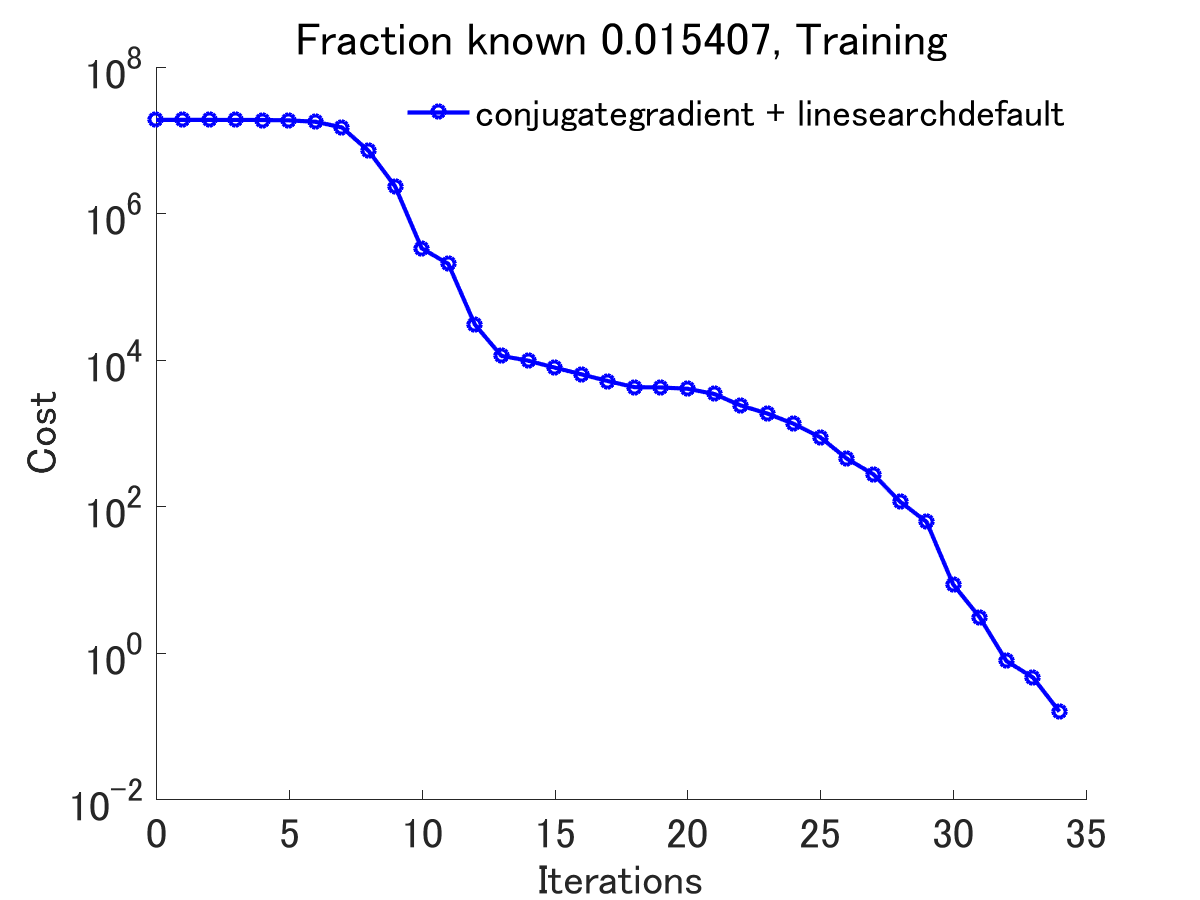 Fraction known 0.015407, Training
conjugategradient + linesearchdefault
Cost
10^8
10^6
10^4
10^2
10^0
10^-2
0 5 10 15 20 25 30 35
Iterations